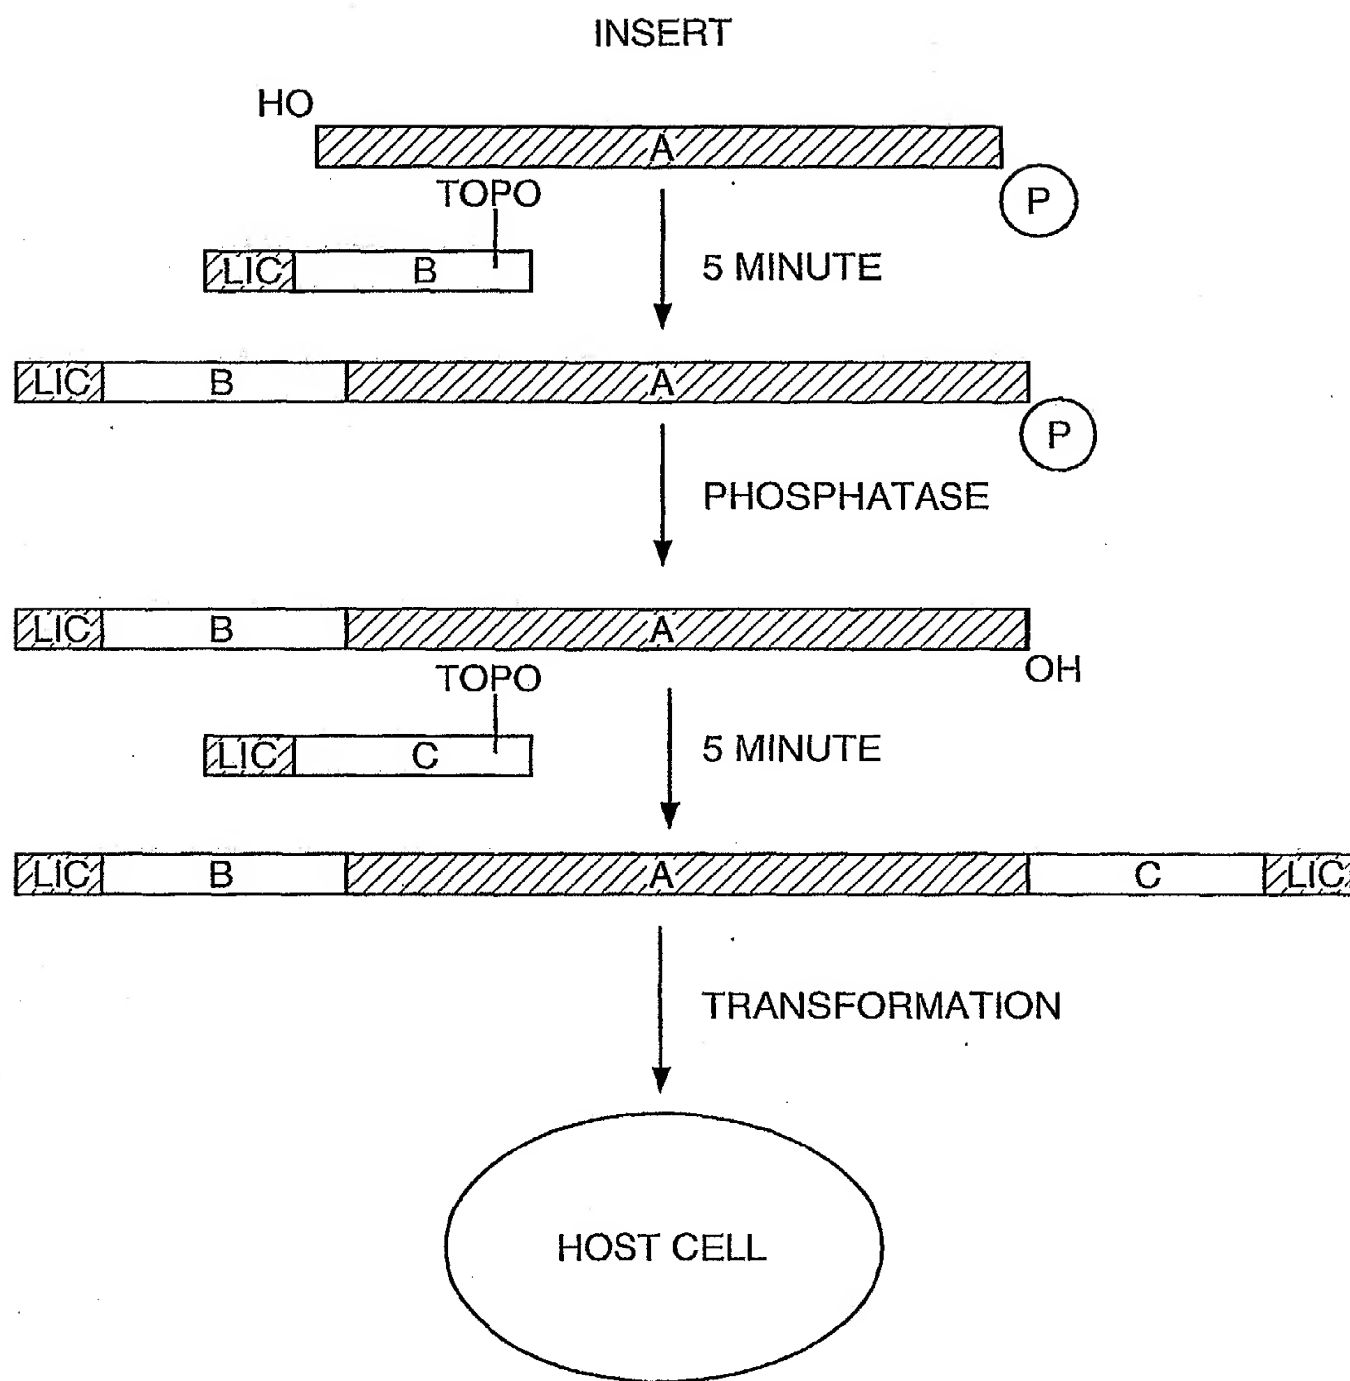 INSERT
HO
A
P
TOPO
LIC B
5 MINUTE
LIC B A
P
PHOSPHATASE
LIC B A
OH
TOPO
LIC C
5 MINUTE
LIC B A C LIC
TRANSFORMATION
HOST CELL